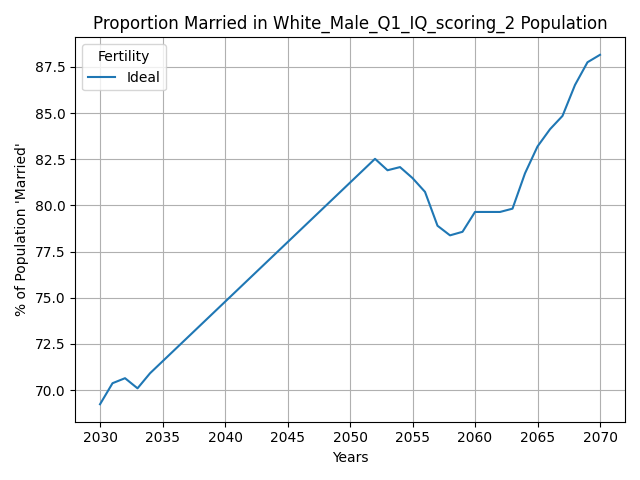 Proportion Married in White_Male_Q1_IQ_scoring_2 Population
Fertility
Ideal
% of Population 'Married'
87.5
85.0
82.5
80.0
77.5
75.0
72.5
70.0
2030 2035 2040 2045 2050 2055 2060 2065 2070
Years